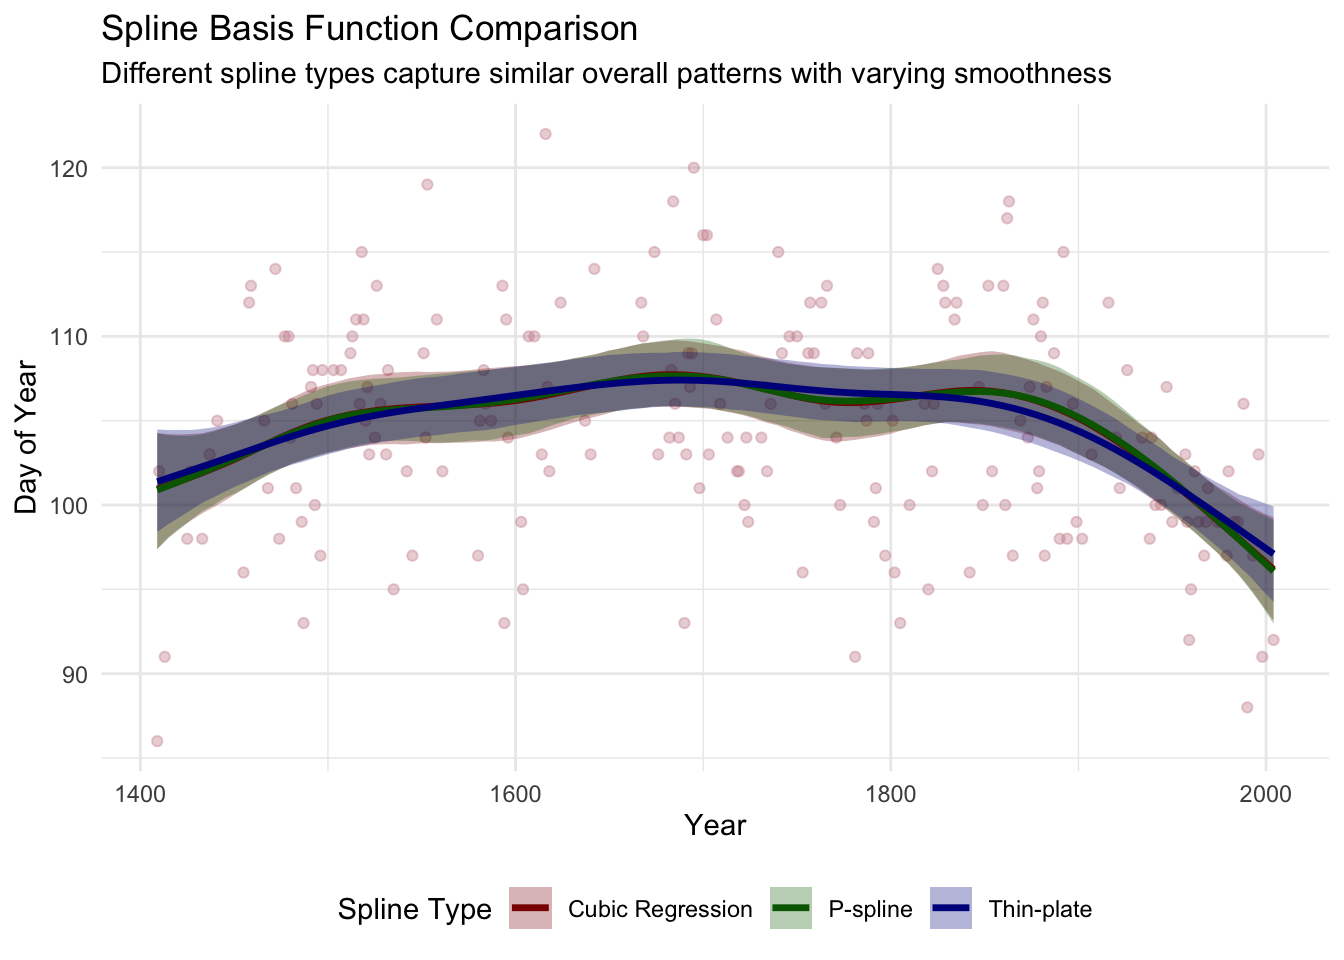 Spline Basis Function Comparison
Different spline types capture similar overall patterns with varying smoothness
120
110
100
90
Day of Year
1400 1600 1800 2000
Year
Spline Type Cubic Regression P-spline Thin-plate